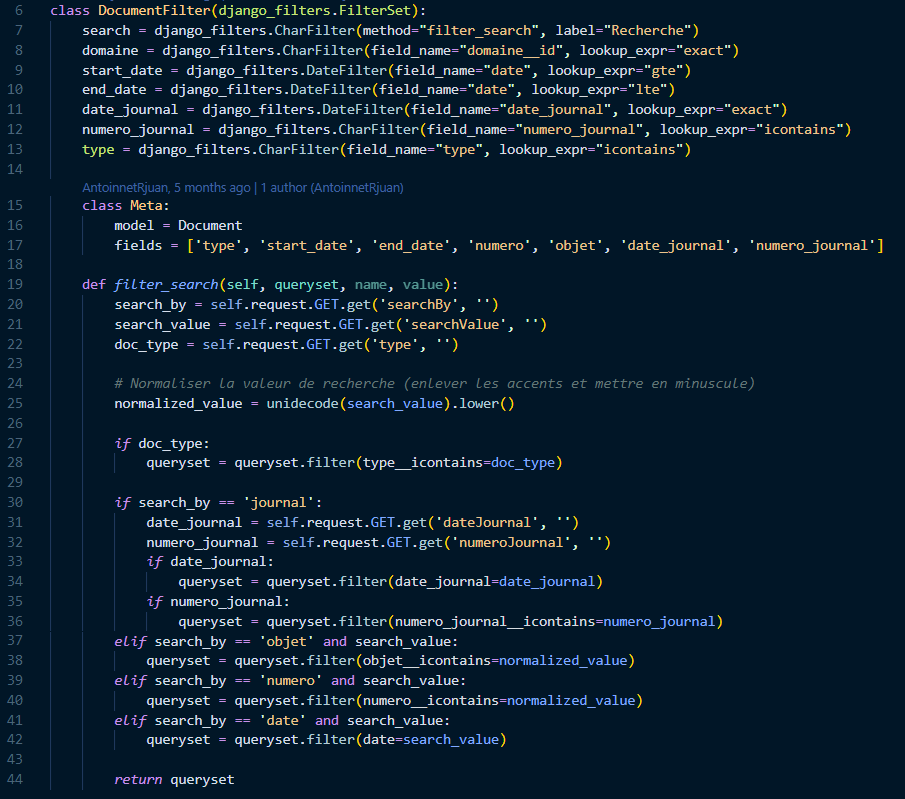 6 class DocumentFilter(django_filters.FilterSet):
7     search = django_filters.CharFilter(method="filter_search", label="Recherche")
8     domaine = django_filters.CharFilter(field_name="domaine__id", lookup_expr="exact")
9     start_date = django_filters.DateFilter(field_name="date", lookup_expr="gte")
10     end_date = django_filters.DateFilter(field_name="date", lookup_expr="lte")
11     date_journal = django_filters.DateFilter(field_name="date_journal", lookup_expr="exact")
12     numero_journal = django_filters.CharFilter(field_name="numero_journal", lookup_expr="icontains")
13     type = django_filters.CharFilter(field_name="type", lookup_expr="icontains")
14
AntoinnetRjuan, 5 months ago | 1 author (AntoinnetRjuan)
15     class Meta:
16         model = Document
17         fields = ['type', 'start_date', 'end_date', 'numero', 'objet', 'date_journal', 'numero_journal']
18
19     def filter_search(self, queryset, name, value):
20         search_by = self.request.GET.get('searchBy', '')
21         search_value = self.request.GET.get('searchValue', '')
22         doc_type = self.request.GET.get('type', '')
23
24         # Normaliser la valeur de recherche (enlever les accents et mettre en minuscule)
25         normalized_value = unidecode(search_value).lower()
26
27         if doc_type:
28             queryset = queryset.filter(type__icontains=doc_type)
29
30         if search_by == 'journal':
31             date_journal = self.request.GET.get('dateJournal', '')
32             numero_journal = self.request.GET.get('numeroJournal', '')
33             if date_journal:
34                 queryset = queryset.filter(date_journal=date_journal)
35             if numero_journal:
36                 queryset = queryset.filter(numero_journal__icontains=numero_journal)
37         elif search_by == 'objet' and search_value:
38             queryset = queryset.filter(objet__icontains=normalized_value)
39         elif search_by == 'numero' and search_value:
40             queryset = queryset.filter(numero__icontains=normalized_value)
41         elif search_by == 'date' and search_value:
42             queryset = queryset.filter(date=search_value)
43
44         return queryset